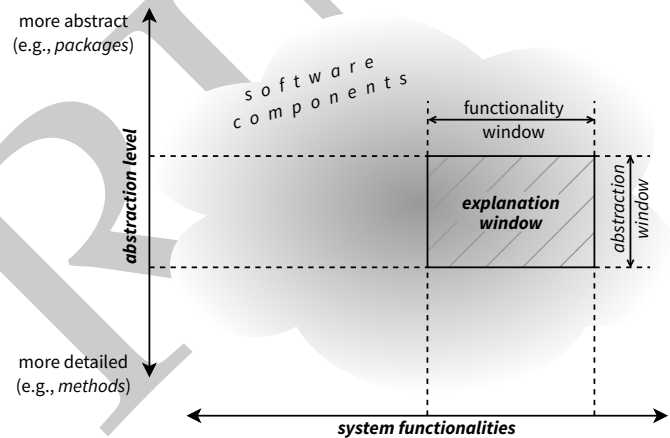 more abstract
(e.g., packages)
software
components
functionality
window
abstraction level
explanation
window
abstraction
window
more detailed
(e.g., methods)
system functionalities